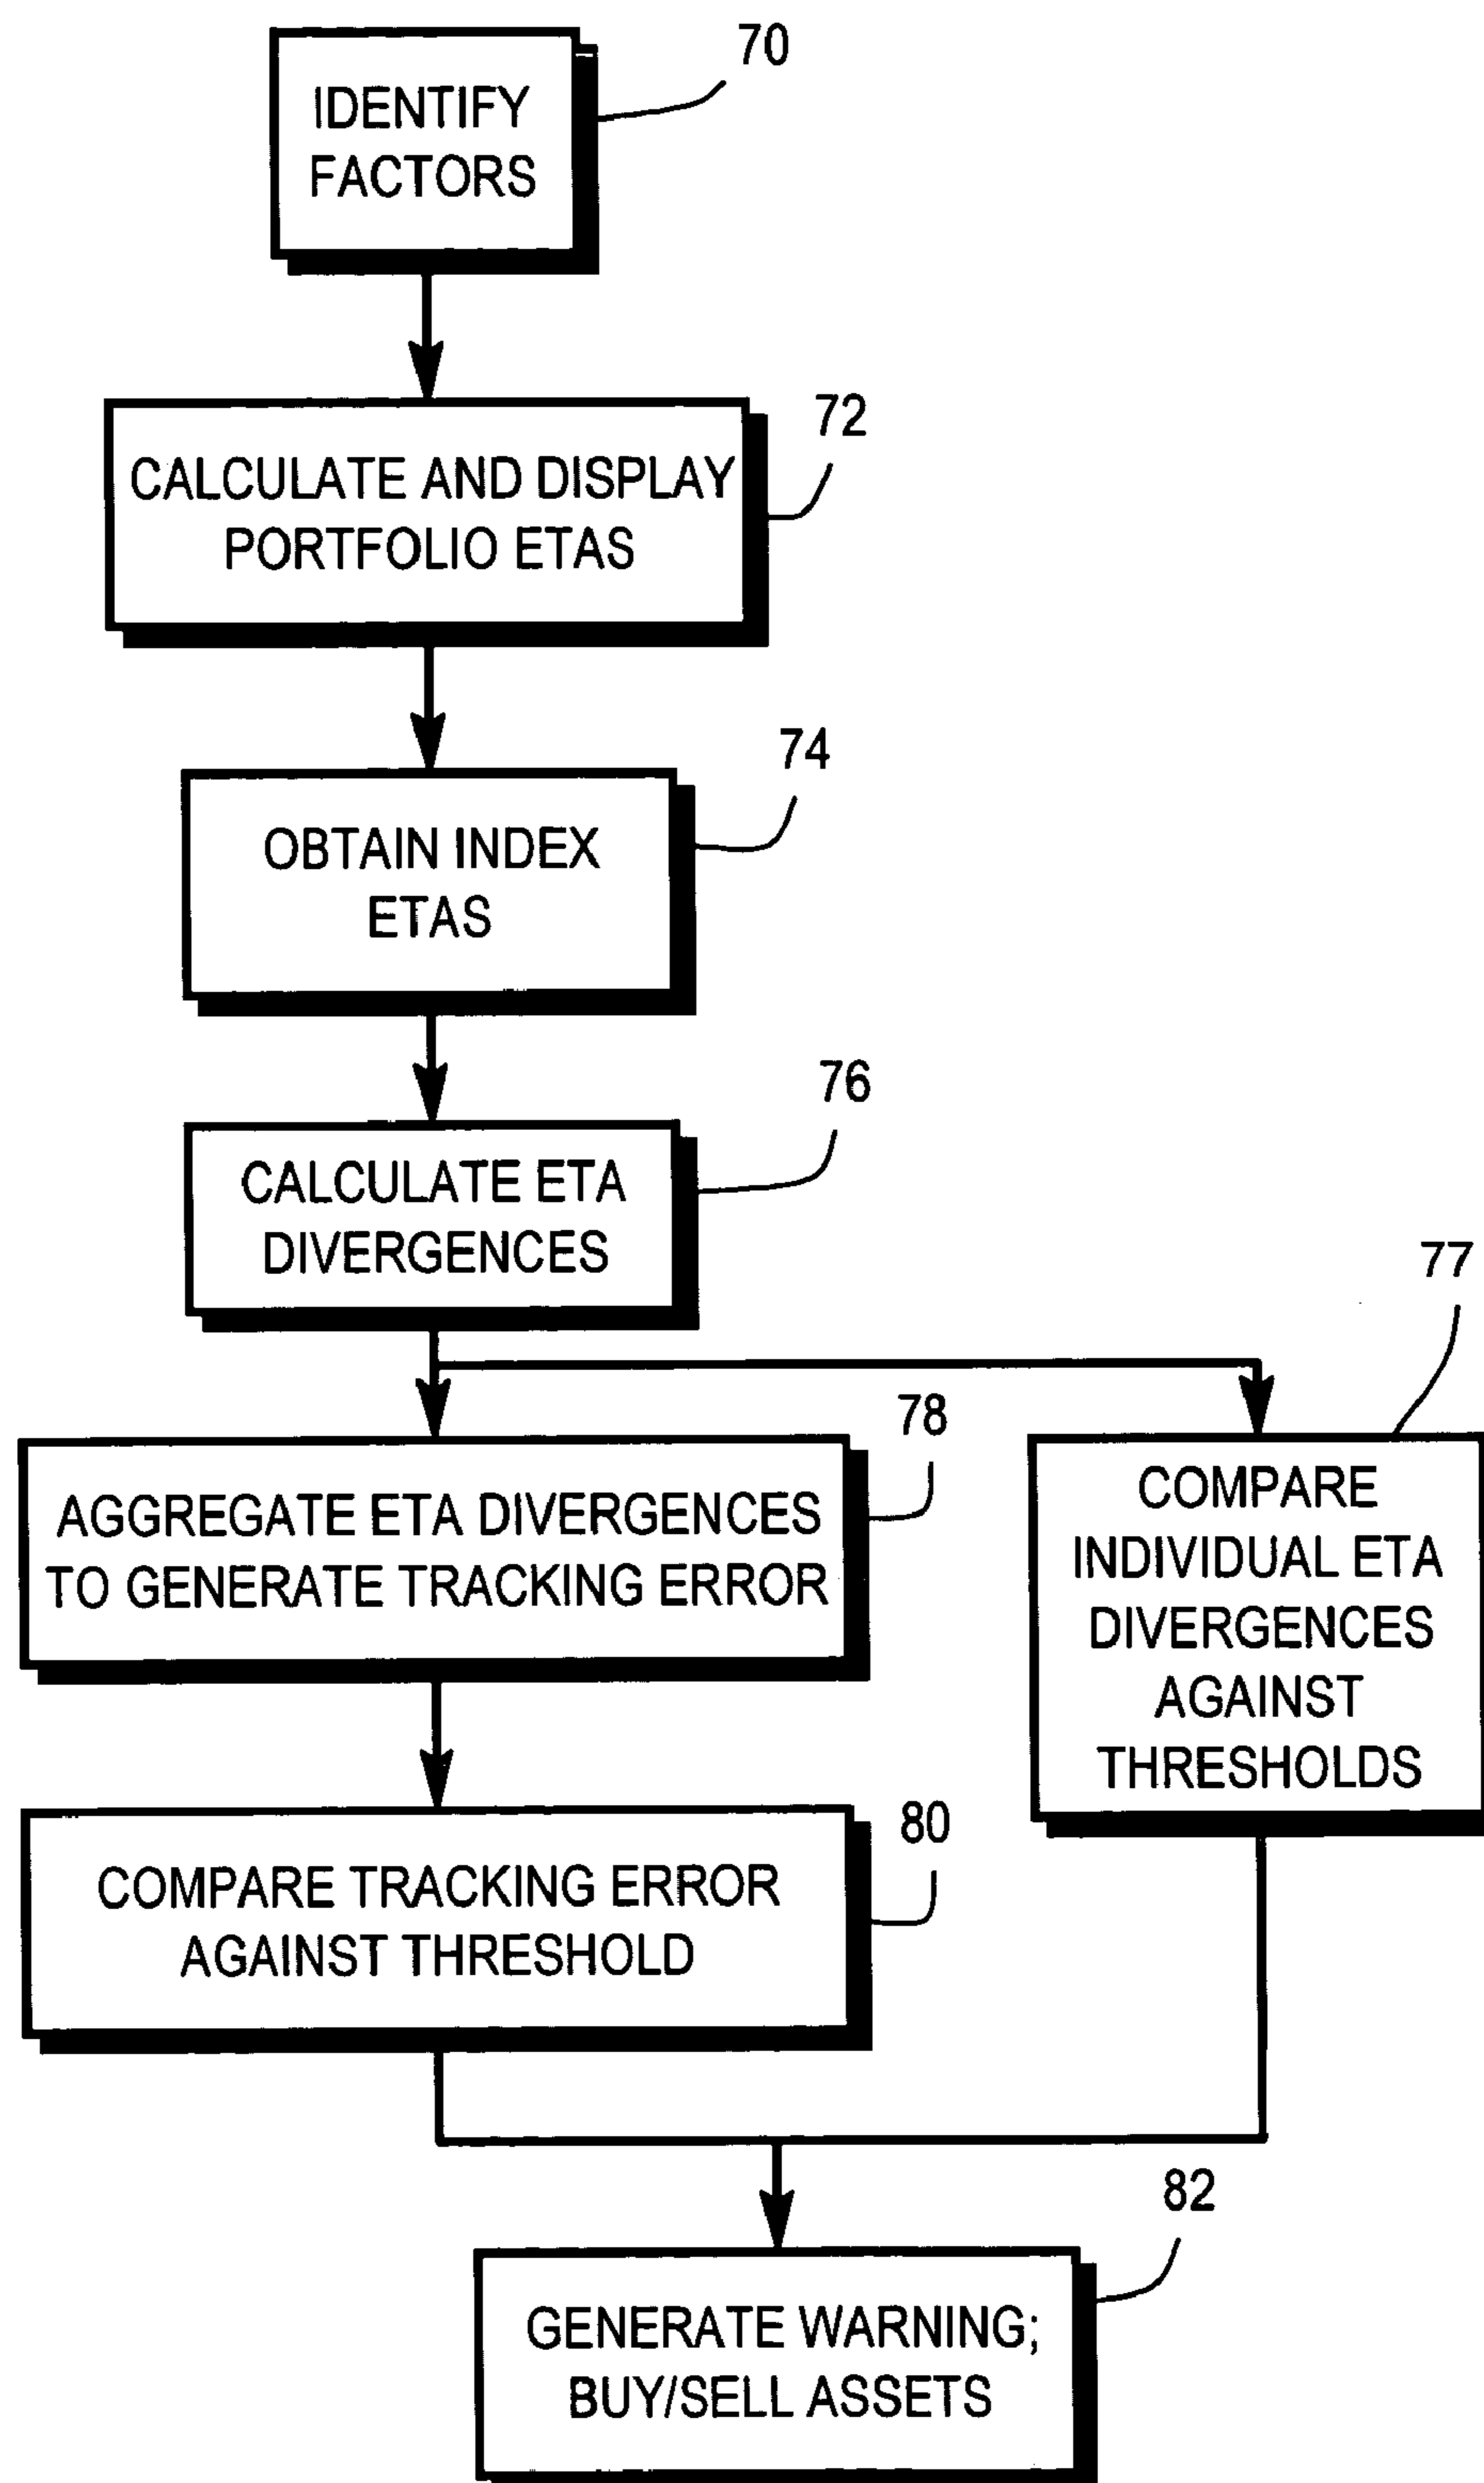 70
IDENTIFY
FACTORS
72
CALCULATE AND DISPLAY
PORTFOLIO ETAS
74
OBTAIN INDEX
ETAS
76
CALCULATE ETA
DIVERGENCES
77
78
AGGREGATE ETA DIVERGENCES
TO GENERATE TRACKING ERROR
COMPARE
INDIVIDUAL ETA
DIVERGENCES
AGAINST
THRESHOLDS
80
COMPARE TRACKING ERROR
AGAINST THRESHOLD
82
GENERATE WARNING;
BUY/SELL ASSETS